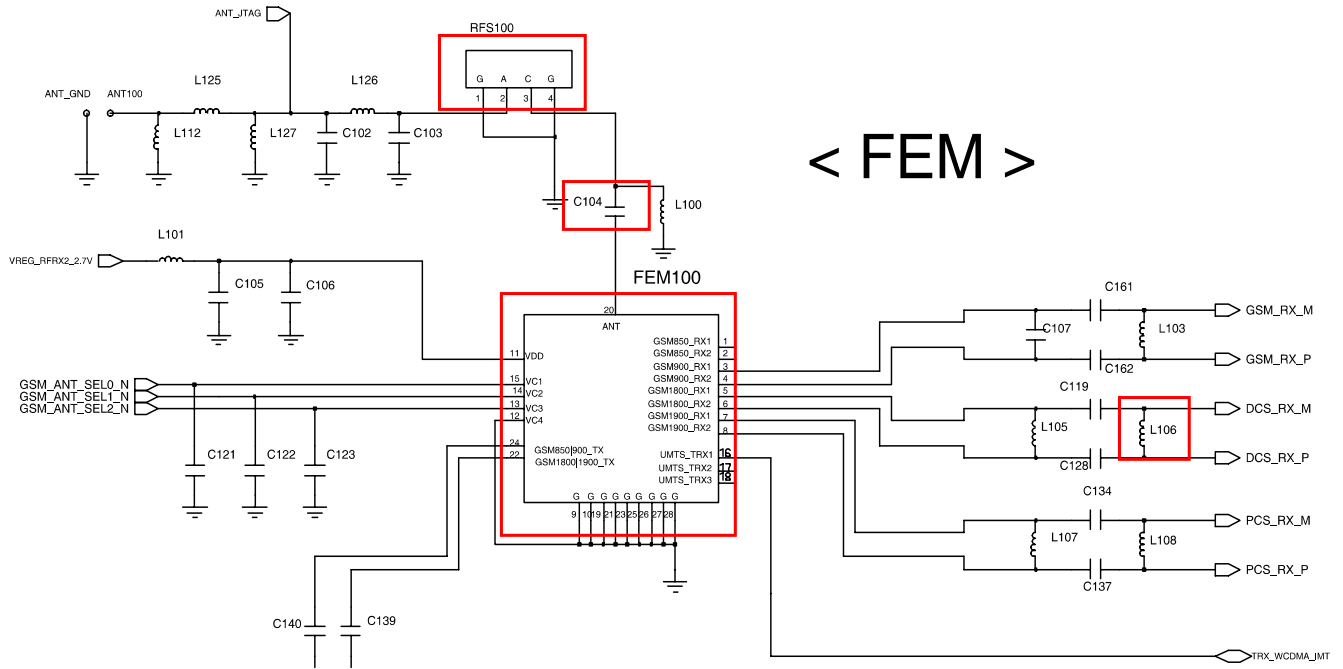 ANT_JTAG
RFS100
G A C G
1 2 3 4
L125
L126
ANT_GND
ANT100
L112
L127
C102
C103
< FEM >
C104
L100
L101
VREG_RFRX2_2.7V
C105
C106
FEM100
20
ANT
11 VDD
15 VC1
14 VC2
13 VC3
12 VC4
24 GSM850|900_TX
22 GSM1800|1900_TX
GSM850_RX1 1
GSM850_RX2 2
GSM900_RX1 3
GSM900_RX2 4
GSM1800_RX1 5
GSM1800_RX2 6
GSM1900_RX1 7
GSM1900_RX2 8
UMTS_TRX1 16
UMTS_TRX2 17
UMTS_TRX3 18
G G G G G G G G G
9 10 19 21 23 25 26 27 28
GSM_ANT_SEL0_N
GSM_ANT_SEL1_N
GSM_ANT_SEL2_N
C121
C122
C123
C140
C139
C161
C107
L103
C162
GSM_RX_M
GSM_RX_P
C119
L105
L106
C128
DCS_RX_M
DCS_RX_P
C134
L107
L108
C137
PCS_RX_M
PCS_RX_P
TRX_WCDMA_IMT